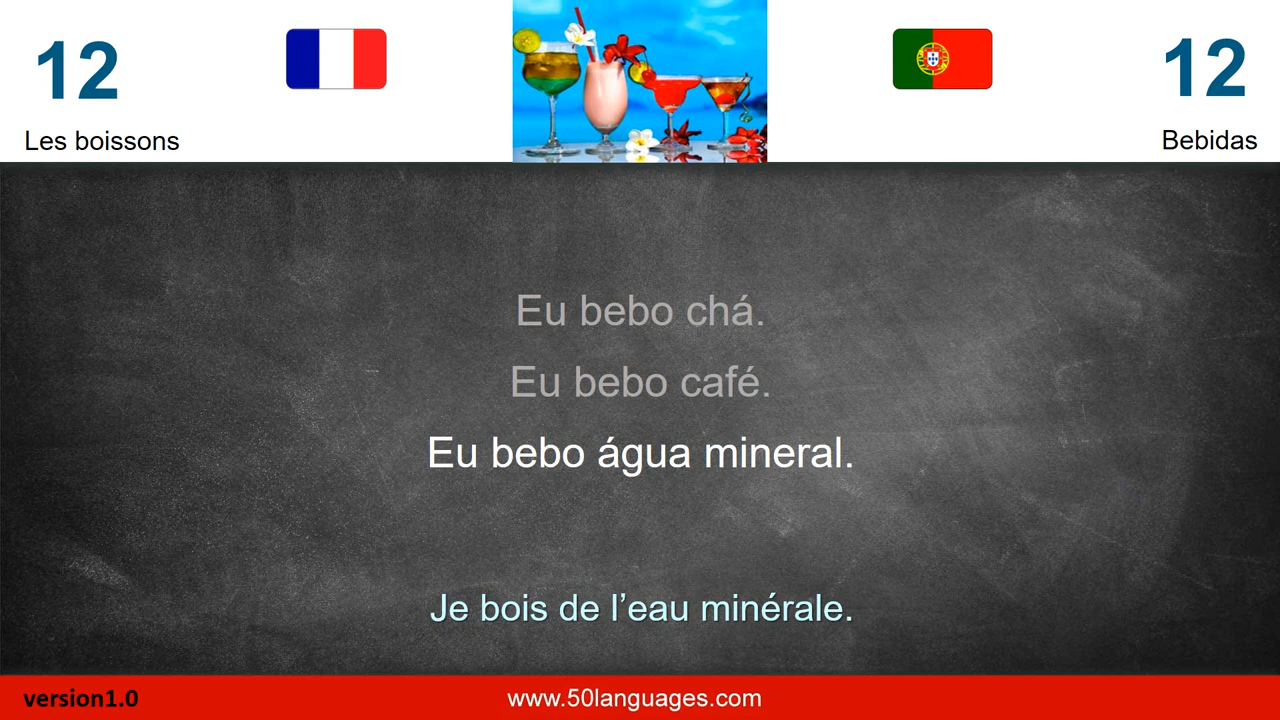 12
12
Les boissons
Bebidas
Eu bebo chá.
Eu bebo café.
Eu bebo água mineral.
Je bois de l’eau minérale.
version1.0
www.50languages.com